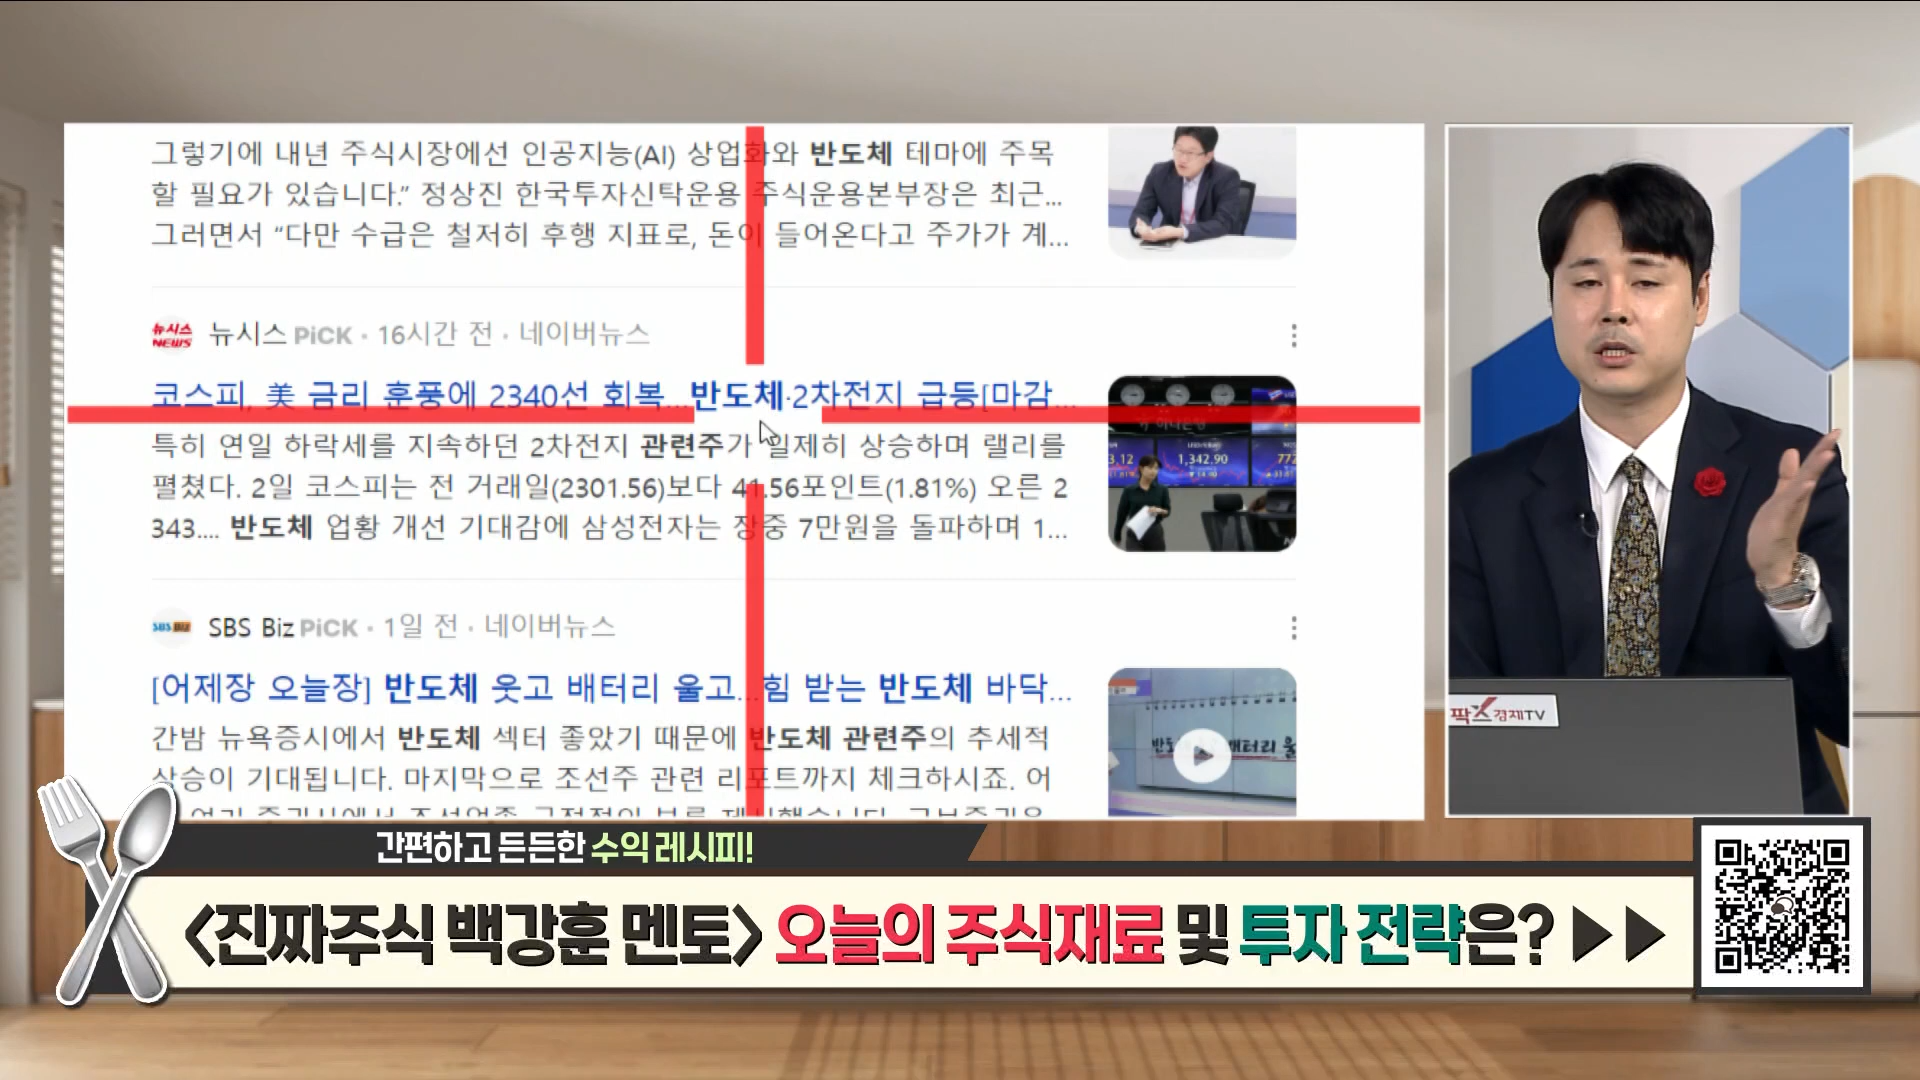 그렇기에 내년 주식시장에선 인공지능(AI) 상업화와 반도체 테마에 주목
할 필요가 있습니다.” 정상진 한국투자신탁운용 주식운용본부장은 최근...
그러면서 “다만 수급은 철저히 후행 지표로, 돈이 들어온다고 주가가 계...
뉴시스 NEWS 뉴시스 PiCK · 16시간 전 · 네이버뉴스
코스피, 美 금리 훈풍에 2340선 회복...반도체·2차전지 급등[마감...
특히 연일 하락세를 지속하던 2차전지 관련주가 일제히 상승하며 랠리를
펼쳤다. 2일 코스피는 전 거래일(2301.56)보다 41.56포인트(1.81%) 오른 2
343.... 반도체 업황 개선 기대감에 삼성전자는 장중 7만원을 돌파하며 1...
3.12 1,342.90 772
SBS BIZ SBS Biz PiCK · 1일 전 · 네이버뉴스
[어제장 오늘장] 반도체 웃고 배터리 울고...힘 받는 반도체 바닥...
간밤 뉴욕증시에서 반도체 섹터 좋았기 때문에 반도체 관련주의 추세적
상승이 기대됩니다. 마지막으로 조선주 관련 리포트까지 체크하시죠. 어
팍스경제TV
간편하고 든든한 수익 레시피!
<진짜주식 백강훈 멘토> 오늘의 주식재료 및 투자 전략은? ▶▶